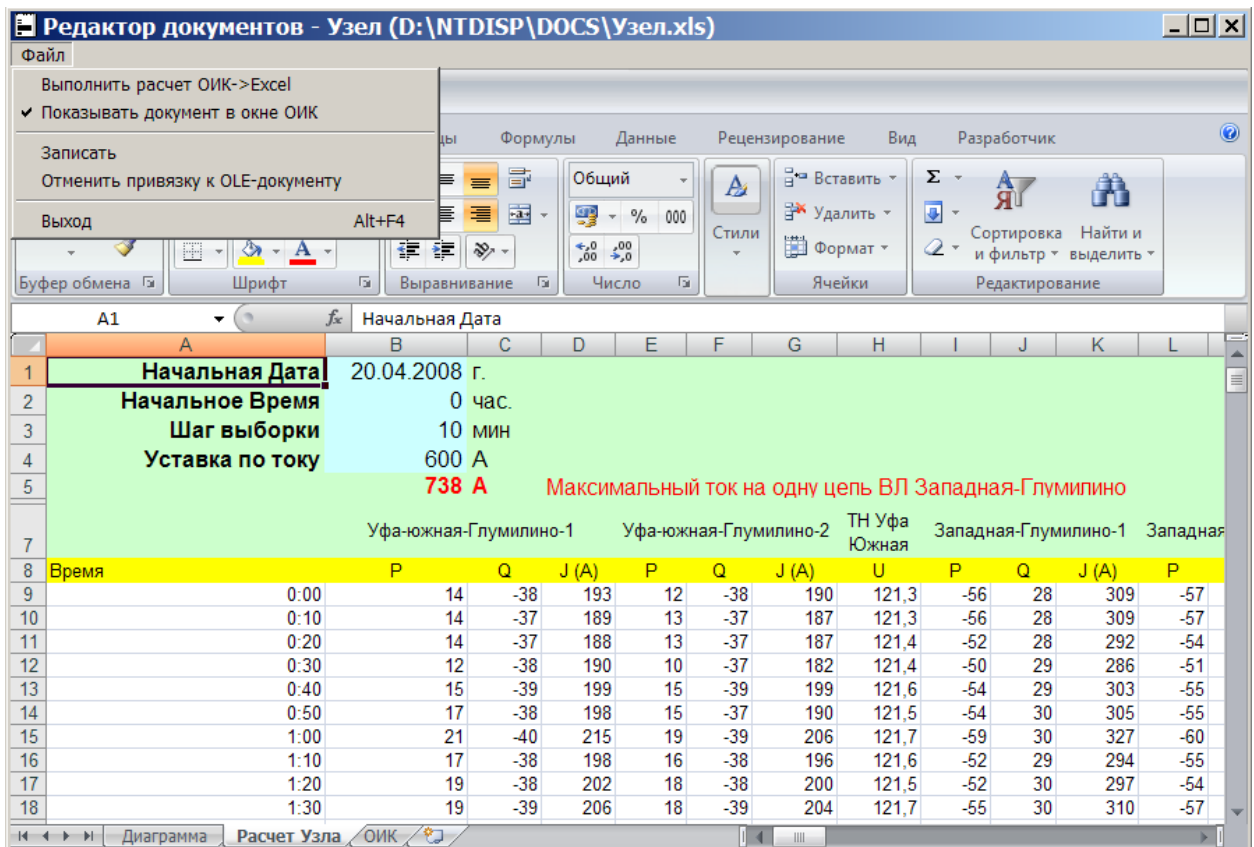 Редактор документов - Узел (D:\NTDISP\DOCS\Узел.xls)
Файл
Выполнить расчет ОИК->Excel
✔ Показывать документ в окне ОИК
Записать
Отменить привязку к OLE-документу
Выход Alt+F4
Формулы Данные Рецензирование Вид Разработчик
Общий
% 000
Стили
Вставить
Удалить
Формат
Σ
Сортировка и фильтр
Найти и выделить
Буфер обмена Шрифт Выравнивание Число Ячейки Редактирование
A1 fx Начальная Дата
A B C D E F G H I J K L
1 Начальная Дата 20.04.2008 г.
2 Начальное Время 0 час.
3 Шаг выборки 10 мин
4 Уставка по току 600 А
5 738 А Максимальный ток на одну цепь ВЛ Западная-Глумилино
7 Уфа-южная-Глумилино-1 Уфа-южная-Глумилино-2 ТН Уфа Южная Западная-Глумилино-1 Западная
8 Время P Q J (A) P Q J (A) U P Q J (A) P
9 0:00 14 -38 193 12 -38 190 121,3 -56 28 309 -57
10 0:10 14 -37 189 13 -37 187 121,3 -56 28 309 -57
11 0:20 14 -37 188 13 -37 187 121,4 -52 28 292 -54
12 0:30 12 -38 190 10 -37 182 121,4 -50 29 286 -51
13 0:40 15 -39 199 15 -39 199 121,6 -54 29 303 -55
14 0:50 17 -38 198 15 -37 190 121,5 -54 30 305 -55
15 1:00 21 -40 215 19 -39 206 121,7 -59 30 327 -60
16 1:10 17 -38 198 16 -38 196 121,6 -52 29 294 -55
17 1:20 19 -38 202 18 -38 200 121,5 -52 30 297 -54
18 1:30 19 -39 206 18 -39 204 121,7 -55 30 310 -57
Диаграмма Расчет Узла ОИК